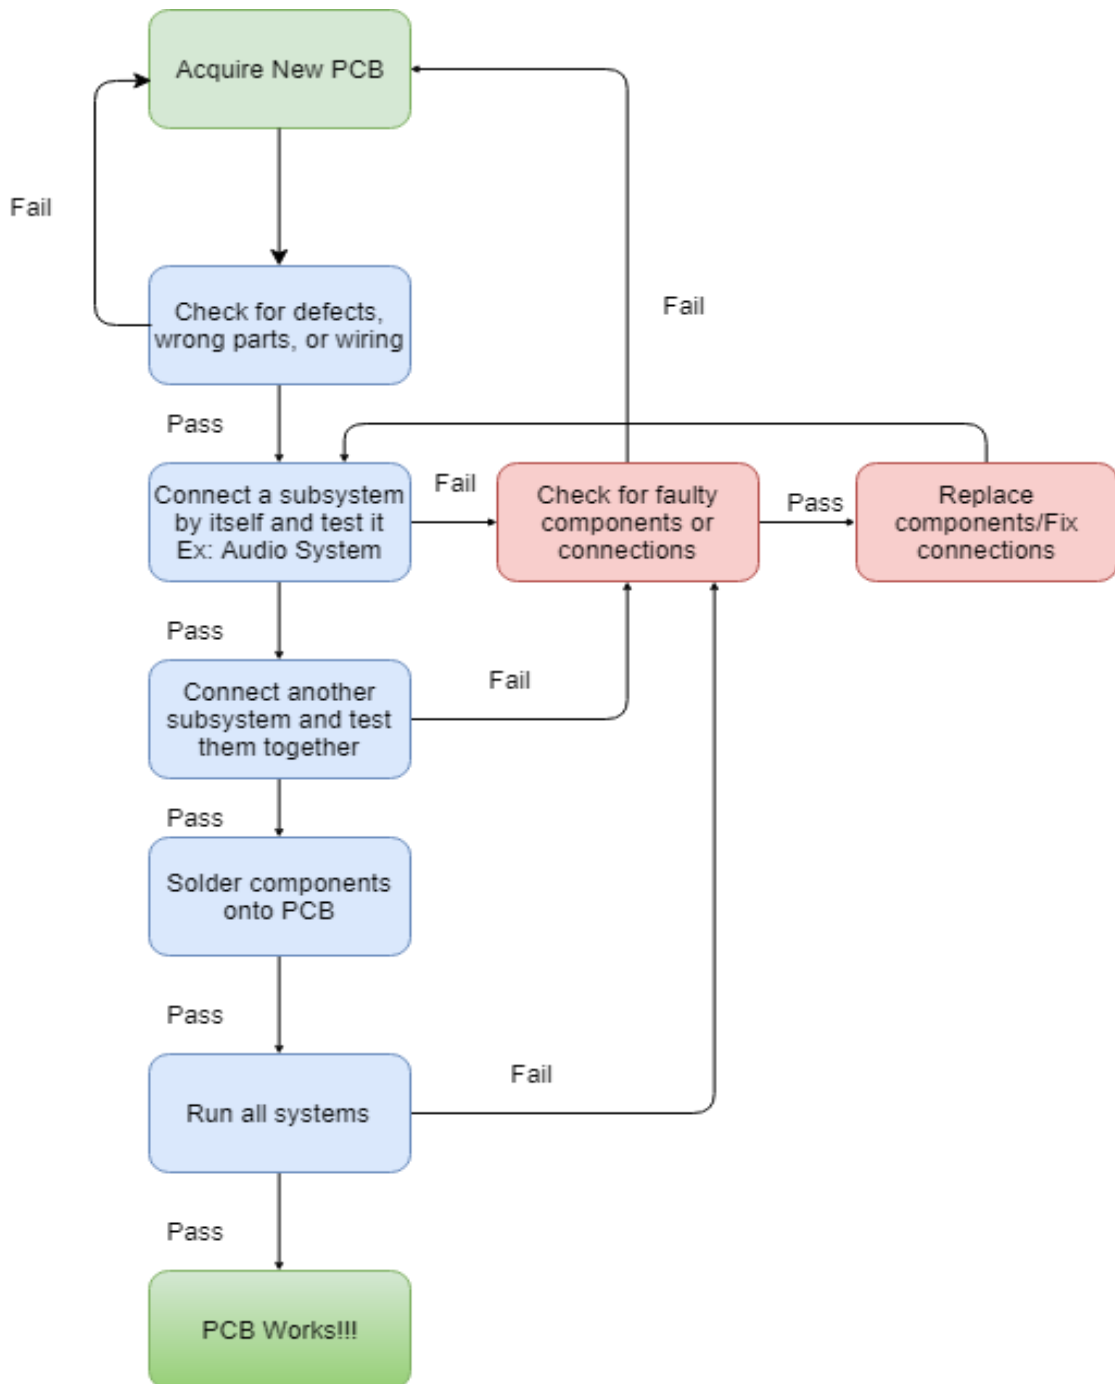 Acquire New PCB
Fail
Fail
Check for defects,
wrong parts, or wiring
Pass
Connect a subsystem
by itself and test it
Ex: Audio System
Fail
Check for faulty
components or
connections
Pass
Replace
components/Fix
connections
Pass
Connect another
subsystem and test
them together
Fail
Pass
Solder components
onto PCB
Pass
Run all systems
Fail
Pass
PCB Works!!!